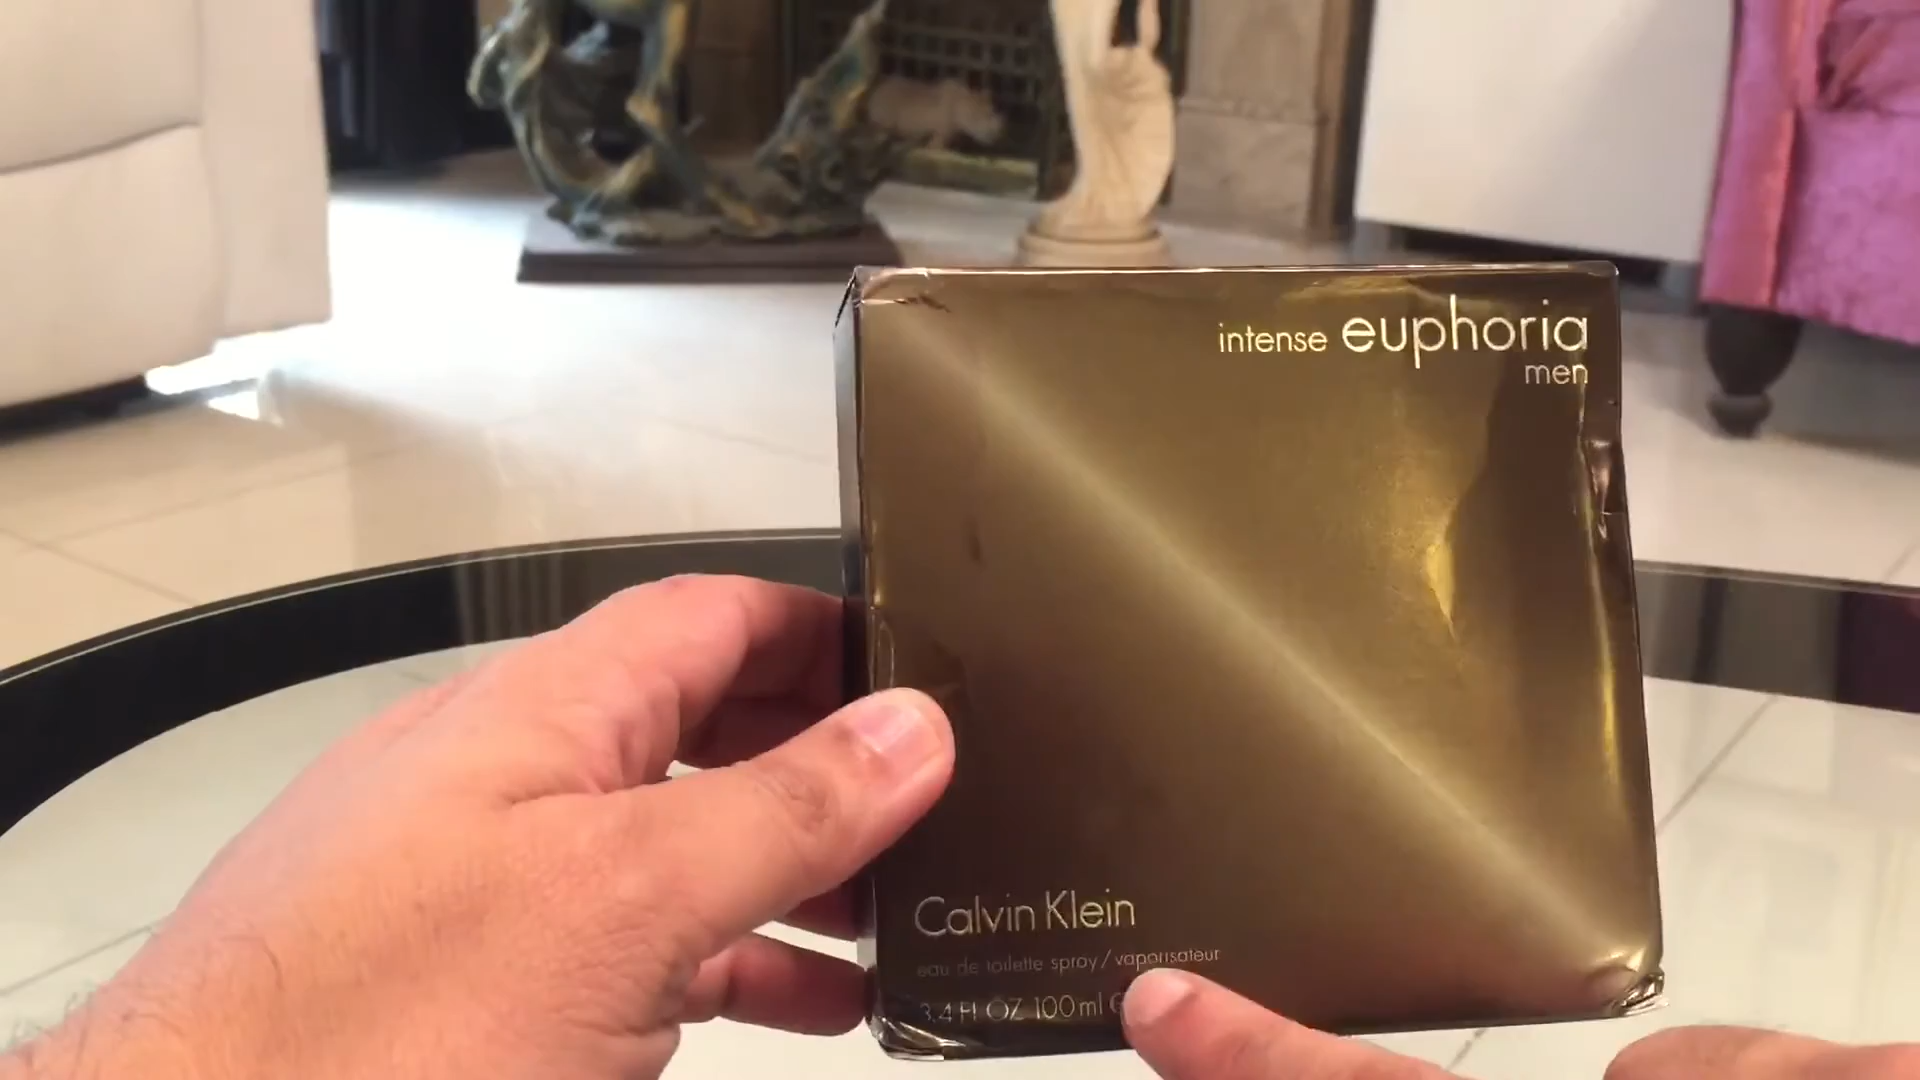 intense euphoria
men
Calvin Klein
eau de toilette spray / vaporisateur
3.4 Fl OZ 100ml